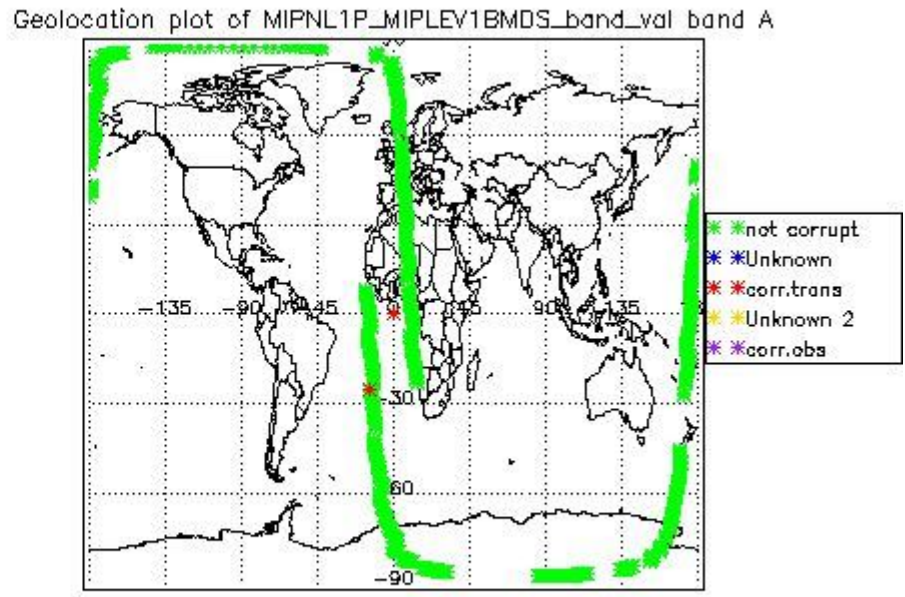 Geolocation plot of MIPNL1P_MIPLEV1BMDS_band_val band A
not corrupt
Unknown
corr.trans
Unknown 2
corr.obs
-135
-90
-45
0
45
90
135
-30
-60
-90